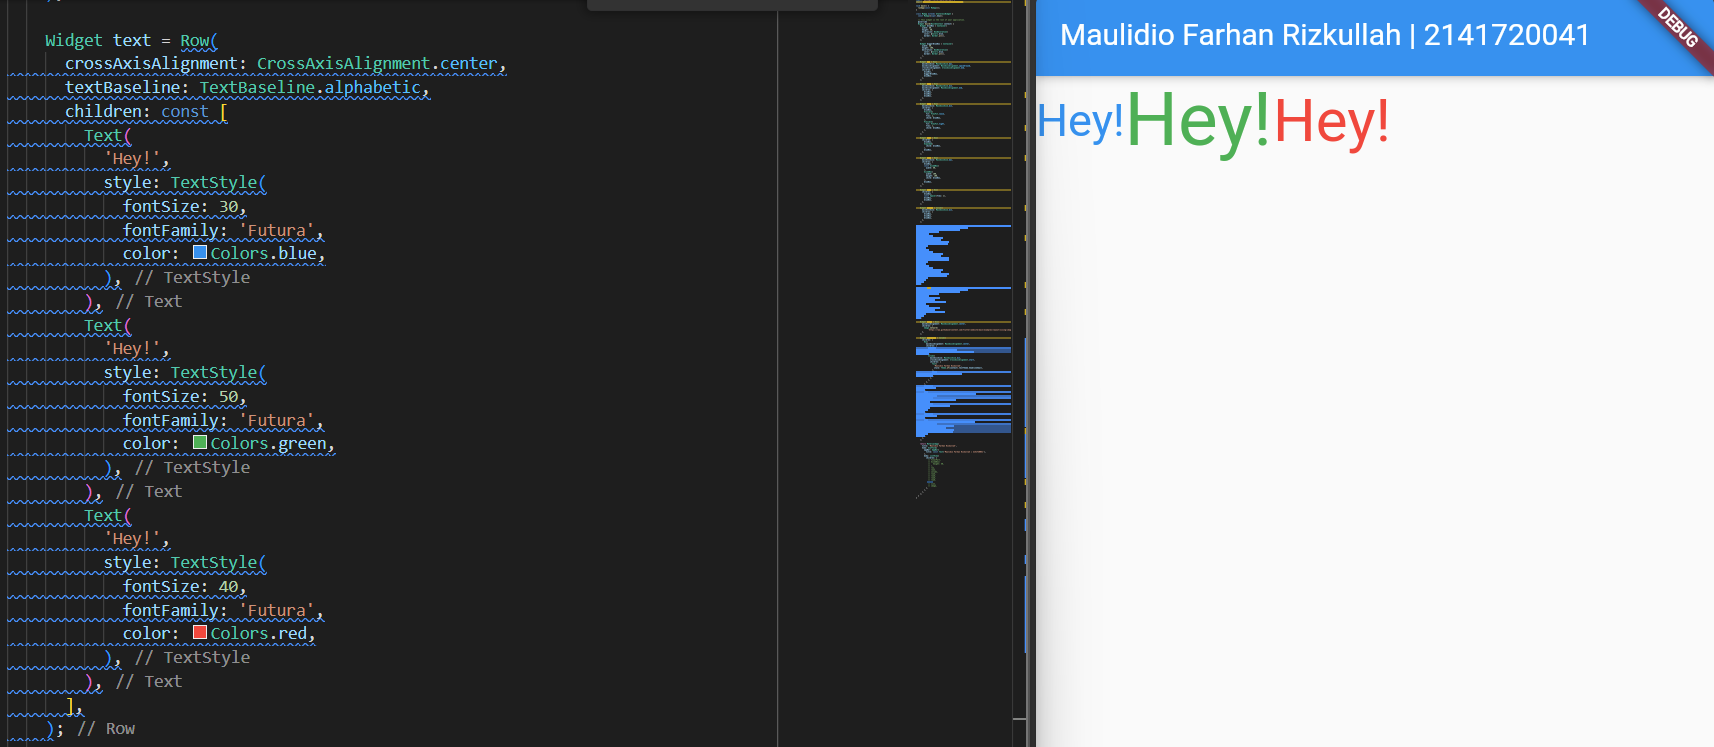 Widget text = Row(
crossAxisAlignment: CrossAxisAlignment.center,
textBaseline: TextBaseline.alphabetic,
children: const [
Text(
'Hey!',
style: TextStyle(
fontSize: 30,
fontFamily: 'Futura',
color: Colors.blue,
), // TextStyle
), // Text
Text(
'Hey!',
style: TextStyle(
fontSize: 50,
fontFamily: 'Futura',
color: Colors.green,
), // TextStyle
), // Text
Text(
'Hey!',
style: TextStyle(
fontSize: 40,
fontFamily: 'Futura',
color: Colors.red,
), // TextStyle
), // Text
],
); // Row
Maulidio Farhan Rizkullah | 2141720041
DEBUG
Hey!Hey!Hey!